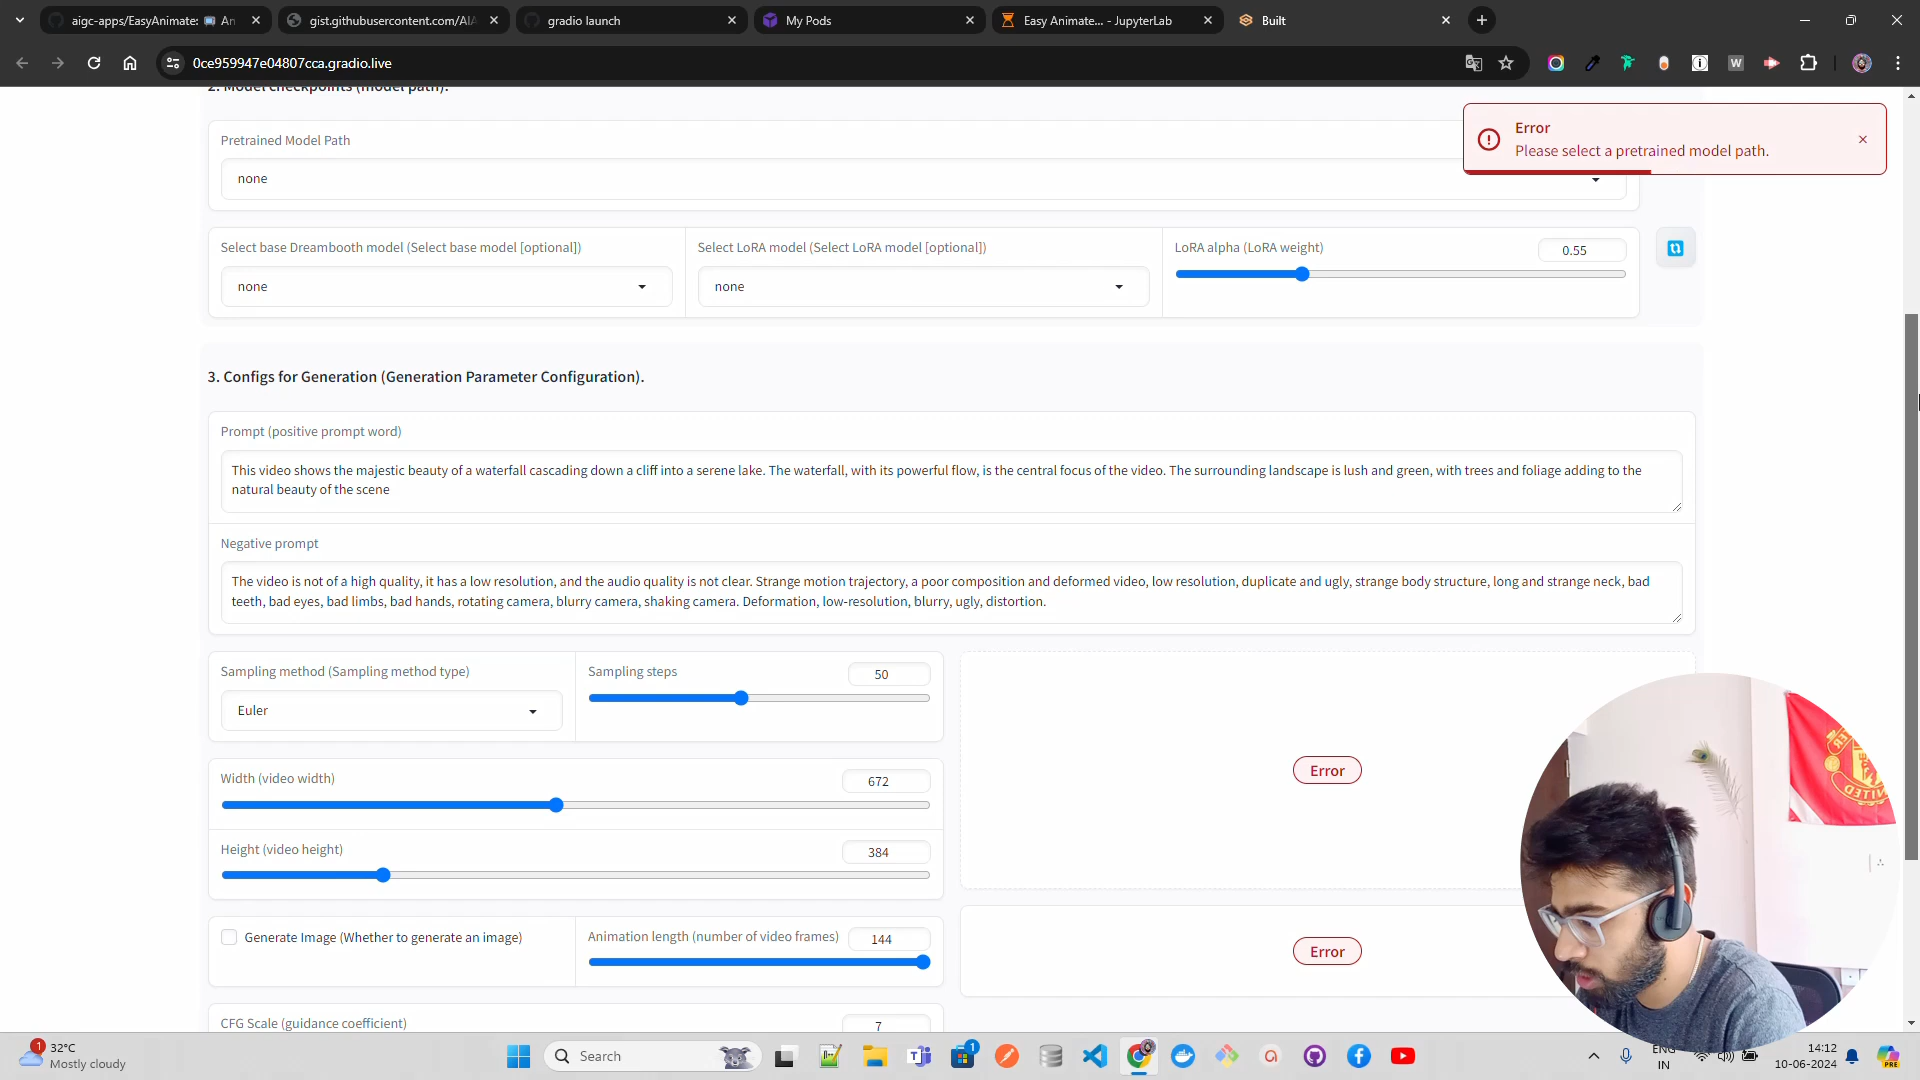 aigc-apps/EasyAnimate: An
gist.githubusercontent.com/AIA
gradio launch
My Pods
Easy Animate... - JupyterLab
Built
0ce959947e04807cca.gradio.live
2. Model checkpoints (model path).
Error
Please select a pretrained model path.
Pretrained Model Path
none
Select base Dreambooth model (Select base model [optional])
none
Select LoRA model (Select LoRA model [optional])
none
LoRA alpha (LoRA weight)
0.55
3. Configs for Generation (Generation Parameter Configuration).
Prompt (positive prompt word)
This video shows the majestic beauty of a waterfall cascading down a cliff into a serene lake. The waterfall, with its powerful flow, is the central focus of the video. The surrounding landscape is lush and green, with trees and foliage adding to the
natural beauty of the scene
Negative prompt
The video is not of a high quality, it has a low resolution, and the audio quality is not clear. Strange motion trajectory, a poor composition and deformed video, low resolution, duplicate and ugly, strange body structure, long and strange neck, bad
teeth, bad eyes, bad limbs, bad hands, rotating camera, blurry camera, shaking camera. Deformation, low-resolution, blurry, ugly, distortion.
Sampling method (Sampling method type)
Euler
Sampling steps
50
Width (video width)
672
Height (video height)
384
Error
Generate Image (Whether to generate an image)
Animation length (number of video frames)
144
Error
CFG Scale (guidance coefficient)
7
1
32°C
Mostly cloudy
Search
1
ENG
IN
14:12
10-06-2024
PRE